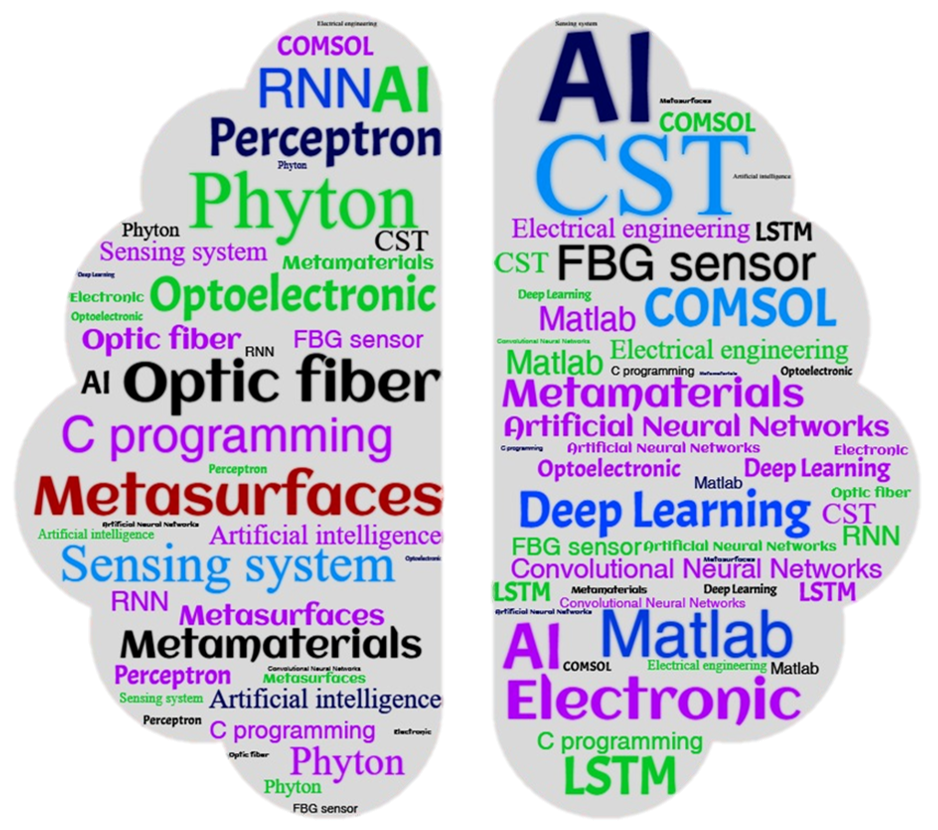 Electrical engineering
COMSOL
RNN AI
Perceptron
Phyton
Phyton
Phyton
CST
Sensing system
Metamaterials
Deep Learning
Electronic
Optoelectronic
Optoelectronic
Optic fiber
FBG sensor
RNN
AI
Optic fiber
C programming
Perceptron
Metasurfaces
Artificial Neural Networks
Artificial intelligence
Artificial intelligence
Sensing system
Optoelectronic
RNN
Metasurfaces
Metamaterials
Convolutional Neural Networks
Perceptron
Metasurfaces
Sensing system
Artificial intelligence
Perceptron
C programming
Electronic
Optic fiber
Phyton
Phyton
FBG sensor
Sensing system
AI
Metasurfaces
COMSOL
CST
Artificial intelligence
Electrical engineering
LSTM
CST
FBG sensor
Deep Learning
Matlab
COMSOL
Convolutional Neural Networks
Matlab
Electrical engineering
C programming
Metamaterials
Optoelectronic
Metamaterials
Artificial Neural Networks
C programming
Artificial Neural Networks
Electronic
Optoelectronic
Deep Learning
Matlab
Deep Learning
Optic fiber
CST
RNN
FBG sensor
Artificial Neural Networks
Metasurfaces
Convolutional Neural Networks
LSTM
Metamaterials
Deep Learning
LSTM
Convolutional Neural Networks
Artificial Neural Networks
AI
Matlab
COMSOL
Electrical engineering
Matlab
Electronic
C programming
LSTM